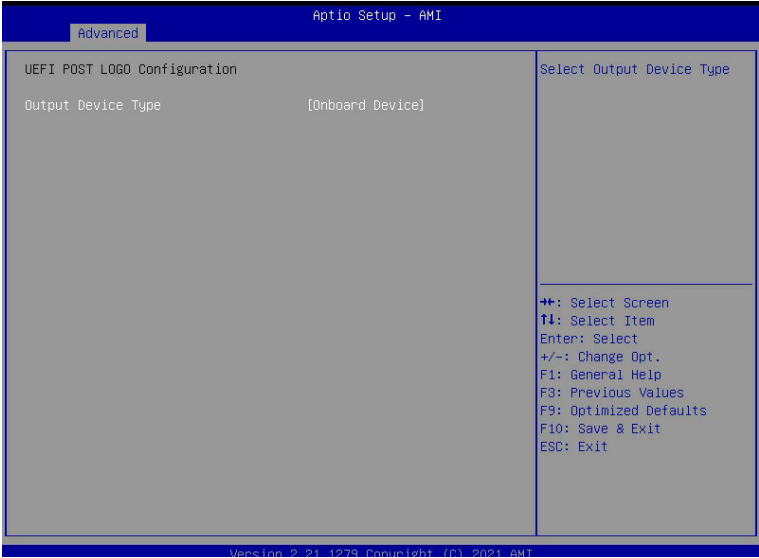 Aptio Setup – AMI
Advanced
UEFI POST LOGO Configuration
Output Device Type [Onboard Device]
Select Output Device Type
→←: Select Screen
↑↓: Select Item
Enter: Select
+/-: Change Opt.
F1: General Help
F3: Previous Values
F9: Optimized Defaults
F10: Save & Exit
ESC: Exit
Version 2.21.1279 Copyright (C) 2021 AMI